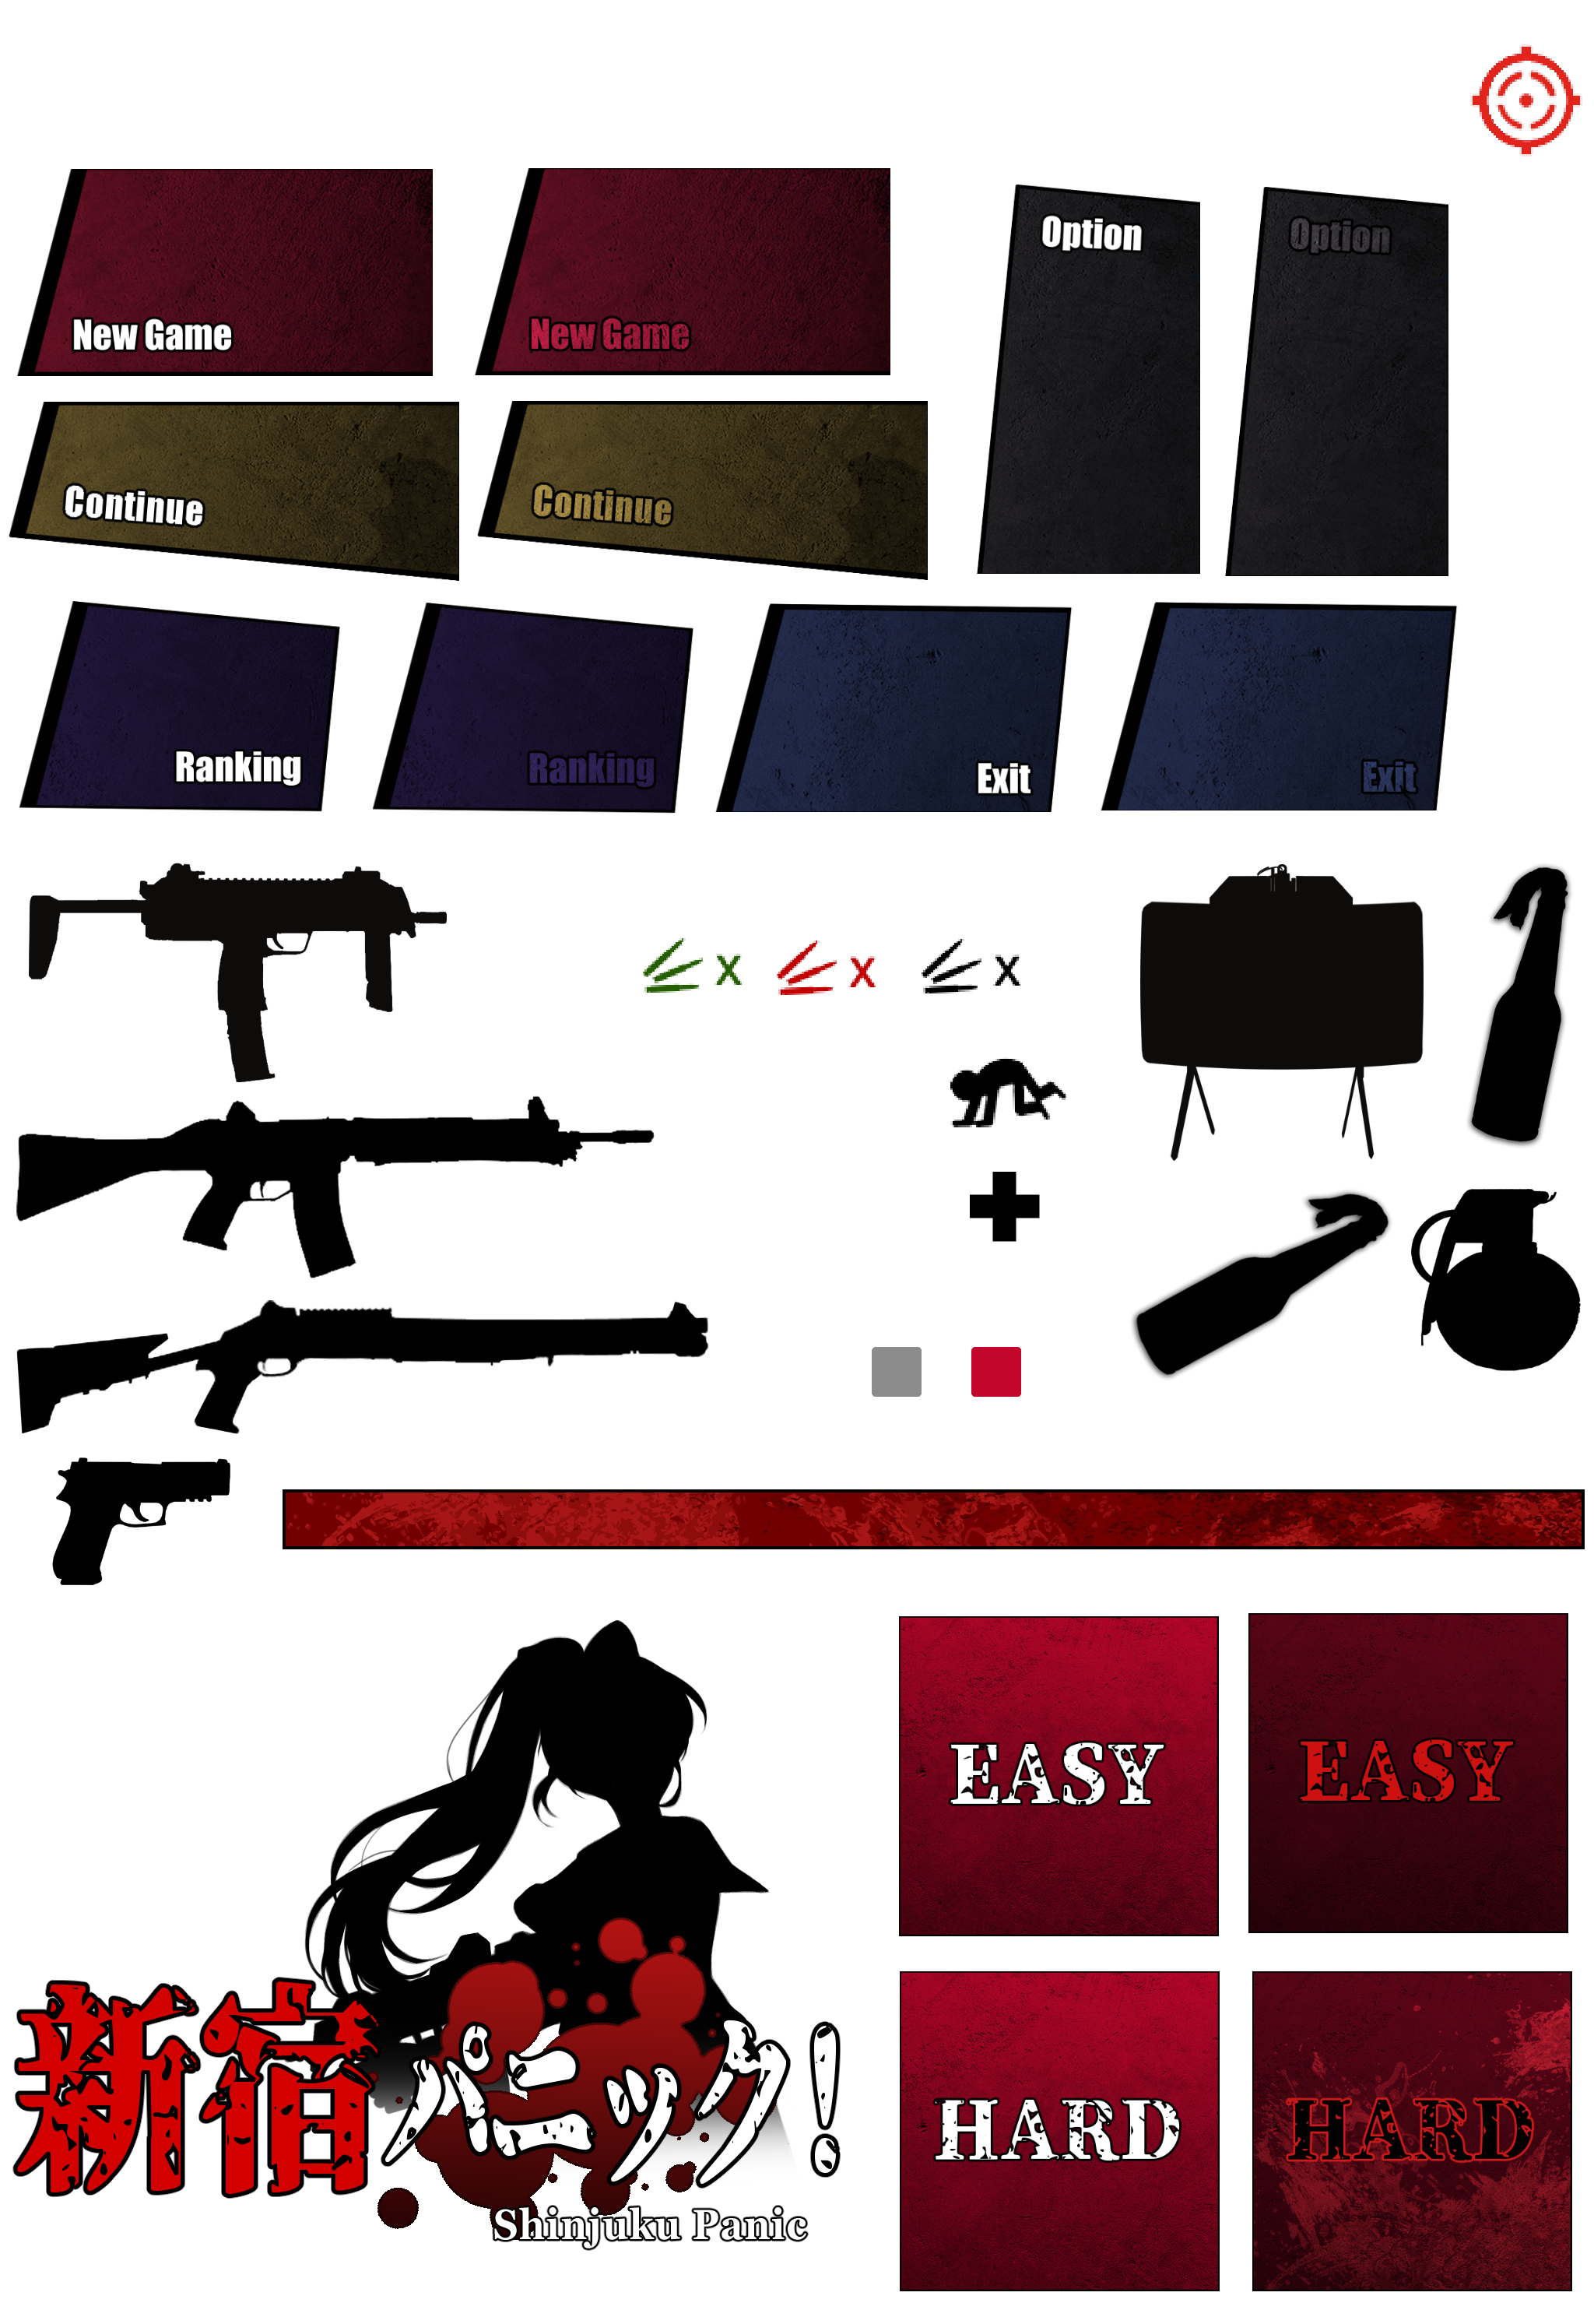 New Game
New Game
Option
Option
Continue
Continue
Ranking
Ranking
Exit
Exit
x
x
x
EASY
EASY
新宿パニック!
Shinjuku Panic
HARD
HARD